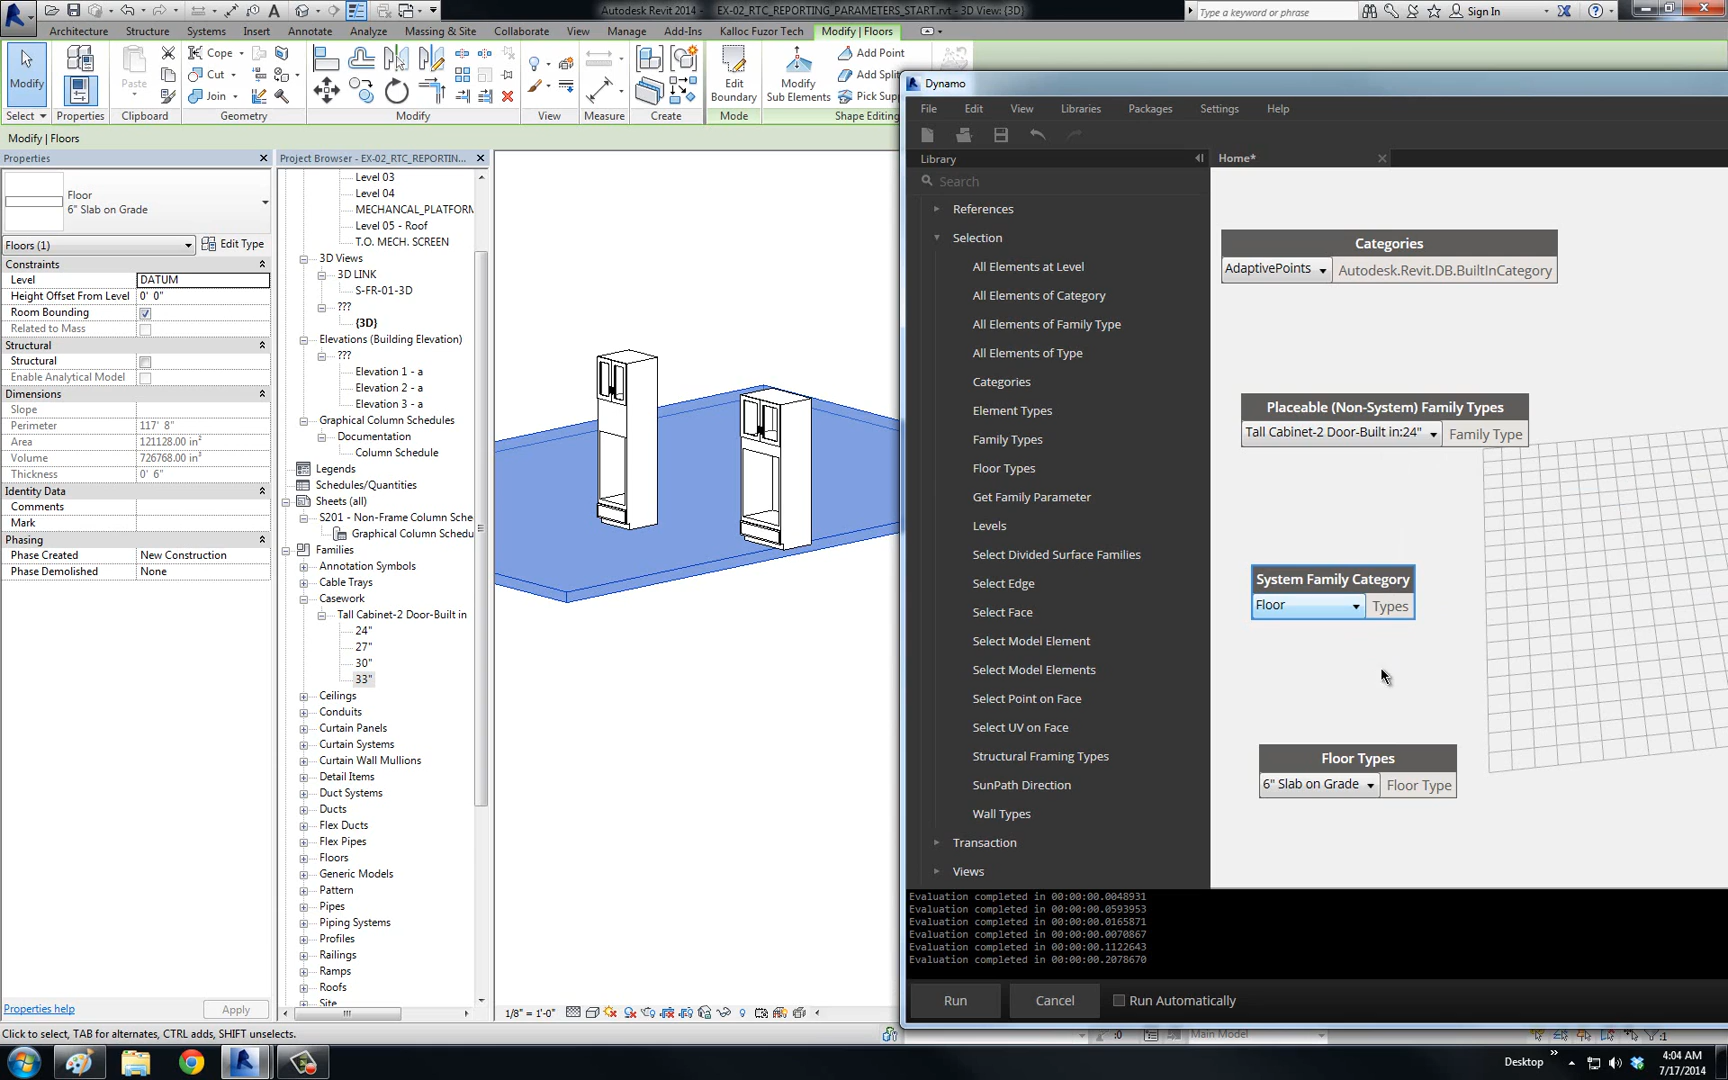 Autodesk Revit 2014 - EX-02_RTC_REPORTING_PARAMETERS_START.rvt - 3D View: {3D}
Type a keyword or phrase
Sign In
Architecture Structure Systems Insert Annotate Analyze Massing & Site Collaborate View Manage Add-Ins Kalloc Fuzor Tech Modify | Floors
Modify
Paste
Cope
Cut
Join
Edit
Boundary
Modify
Sub Elements
Add Point
Add Split
Pick Supp
Select Properties Clipboard Geometry Modify View Measure Create Mode Shape Editing
Modify | Floors
Properties
Floor
6" Slab on Grade
Floors (1)
Edit Type
Constraints
Level DATUM
Height Offset From Level 0' 0"
Room Bounding
Related to Mass
Structural
Structural
Enable Analytical Model
Dimensions
Slope
Perimeter 117' 8"
Area 121128.00 in²
Volume 726768.00 in³
Thickness 0' 6"
Identity Data
Comments
Mark
Phasing
Phase Created New Construction
Phase Demolished None
Properties help
Apply
Project Browser - EX-02_RTC_REPORTIN...
Level 03
Level 04
MECHANCAL_PLATFORM
Level 05 - Roof
T.O. MECH. SCREEN
3D Views
3D LINK
S-FR-01-3D
???
{3D}
Elevations (Building Elevation)
???
Elevation 1 - a
Elevation 2 - a
Elevation 3 - a
Graphical Column Schedules
Documentation
Column Schedule
Legends
Schedules/Quantities
Sheets (all)
S201 - Non-Frame Column Sche
Graphical Column Schedu
Families
Annotation Symbols
Cable Trays
Casework
Tall Cabinet-2 Door-Built in
24"
27"
30"
33"
Ceilings
Conduits
Curtain Panels
Curtain Systems
Curtain Wall Mullions
Detail Items
Duct Systems
Ducts
Flex Ducts
Flex Pipes
Floors
Generic Models
Pattern
Pipes
Piping Systems
Profiles
Railings
Ramps
Roofs
Site
1/8" = 1'-0"
Dynamo
File Edit View Libraries Packages Settings Help
Library
Home*
Search
References
Selection
All Elements at Level
All Elements of Category
All Elements of Family Type
All Elements of Type
Categories
Element Types
Family Types
Floor Types
Get Family Parameter
Levels
Select Divided Surface Families
Select Edge
Select Face
Select Model Element
Select Model Elements
Select Point on Face
Select UV on Face
Structural Framing Types
SunPath Direction
Wall Types
Transaction
Views
Categories
AdaptivePoints Autodesk.Revit.DB.BuiltInCategory
Placeable (Non-System) Family Types
Tall Cabinet-2 Door-Built in:24" Family Type
System Family Category
Floor Types
Floor Types
6" Slab on Grade Floor Type
Evaluation completed in 00:00:00.0048931
Evaluation completed in 00:00:00.0593953
Evaluation completed in 00:00:00.0165871
Evaluation completed in 00:00:00.0070867
Evaluation completed in 00:00:00.1122643
Evaluation completed in 00:00:00.2078670
Run
Cancel
Run Automatically
Click to select, TAB for alternates, CTRL adds, SHIFT unselects.
:0
Main Model
:1
Desktop
4:04 AM
7/17/2014